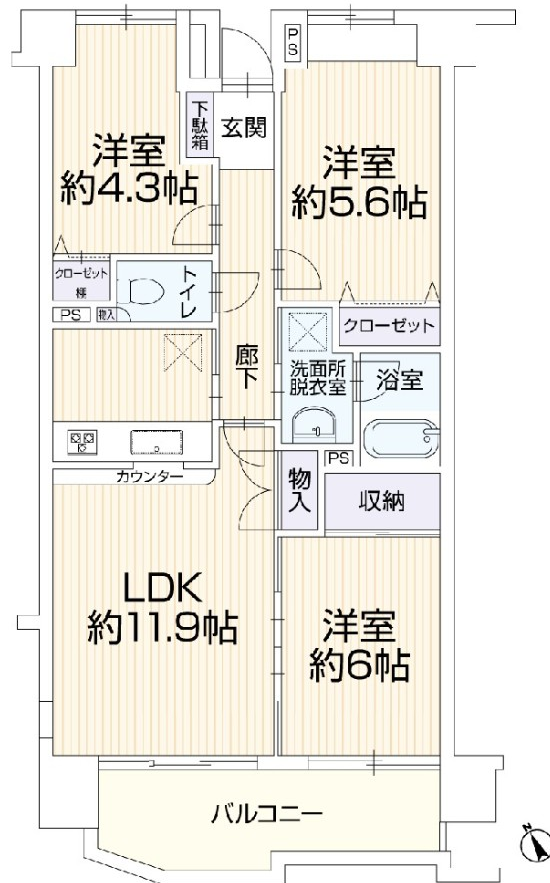 PS
下駄箱
玄関
洋室
約4.3帖
洋室
約5.6帖
クローゼット
棚
トイレ
PS
物入
クローゼット
廊下
洗面所
脱衣室
浴室
カウンター
物入
PS
収納
LDK
約11.9帖
洋室
約6帖
バルコニー
N